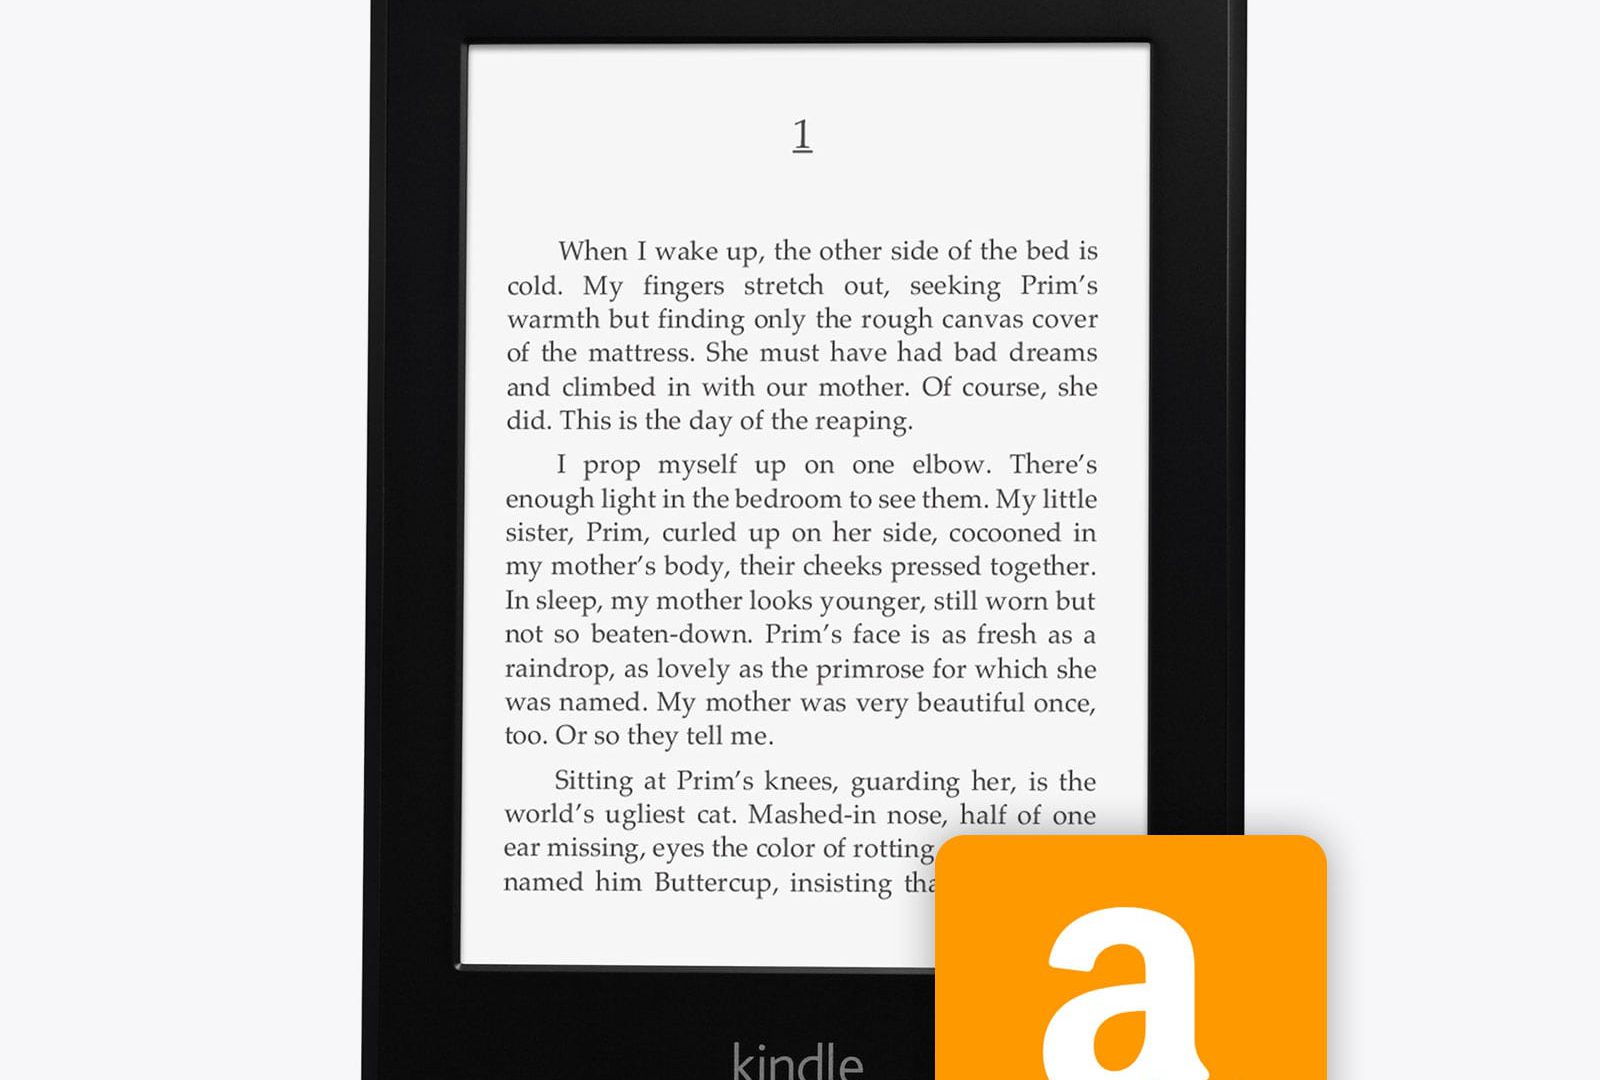 1
When I wake up, the other side of the bed is
cold. My fingers stretch out, seeking Prim’s
warmth but finding only the rough canvas cover
of the mattress. She must have had bad dreams
and climbed in with our mother. Of course, she
did. This is the day of the reaping.
I prop myself up on one elbow. There’s
enough light in the bedroom to see them. My little
sister, Prim, curled up on her side, cocooned in
my mother’s body, their cheeks pressed together.
In sleep, my mother looks younger, still worn but
not so beaten-down. Prim’s face is as fresh as a
raindrop, as lovely as the primrose for which she
was named. My mother was very beautiful once,
too. Or so they tell me.
Sitting at Prim’s knees, guarding her, is the
world’s ugliest cat. Mashed-in nose, half of one
ear missing, eyes the color of rotting
named him Buttercup, insisting
kindle
a